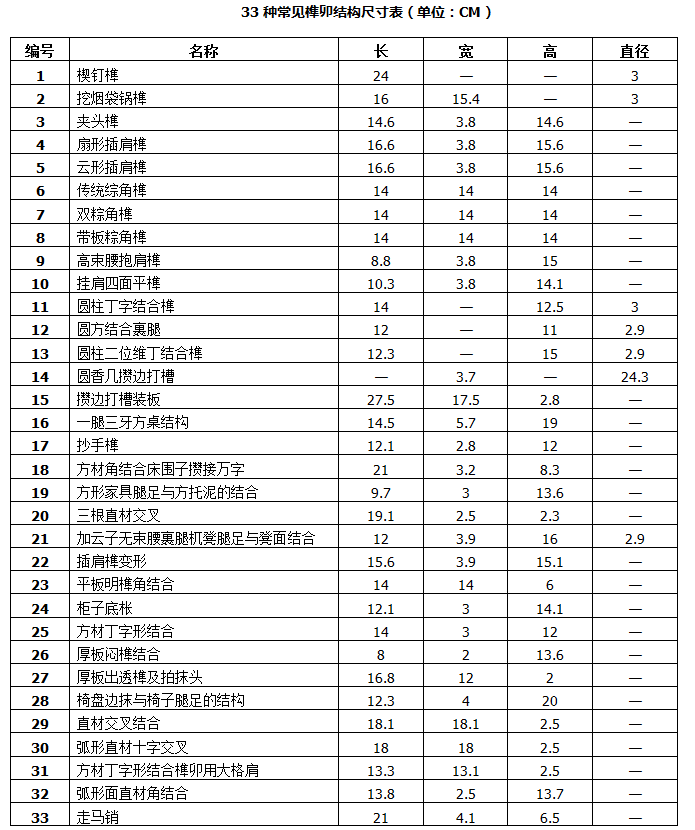 33 种常见榫卯结构尺寸表（单位：CM）
编号 名称 长 宽 高 直径
1 楔钉榫 24 — — 3
2 挖烟袋锅榫 16 15.4 — 3
3 夹头榫 14.6 3.8 14.6 —
4 扇形插肩榫 16.6 3.8 15.6 —
5 云形插肩榫 16.6 3.8 15.6 —
6 传统综角榫 14 14 14 —
7 双粽角榫 14 14 14 —
8 带板粽角榫 14 14 14 —
9 高束腰抱肩榫 8.8 3.8 15 —
10 挂肩四面平榫 10.3 3.8 14.1 —
11 圆柱丁字结合榫 14 — 12.5 3
12 圆方结合裹腿 12 — 11 2.9
13 圆柱二位维丁结合榫 12.3 — 15 2.9
14 圆香几攒边打槽 — 3.7 — 24.3
15 攒边打槽装板 27.5 17.5 2.8 —
16 一腿三牙方桌结构 14.5 5.7 19 —
17 抄手榫 12.1 2.8 12 —
18 方材角结合床围子攒接万字 21 3.2 8.3 —
19 方形家具腿足与方托泥的结合 9.7 3 13.6 —
20 三根直材交叉 19.1 2.5 2.3 —
21 加云子无束腰裹腿杌凳腿足与凳面结合 12 3.9 16 2.9
22 插肩榫变形 15.6 3.9 15.1 —
23 平板明榫角结合 14 14 6 —
24 柜子底枨 12.1 3 14.1 —
25 方材丁字形结合 14 3 12 —
26 厚板闷榫结合 8 2 13.6 —
27 厚板出透榫及拍抹头 16.8 12 2 —
28 椅盘边抹与椅子腿足的结构 12.3 4 20 —
29 直材交叉结合 18.1 18.1 2.5 —
30 弧形直材十字交叉 18 18 2.5 —
31 方材丁字形结合榫卯用大格肩 13.3 13.1 2.5 —
32 弧形面直材角结合 13.8 2.5 13.7 —
33 走马销 21 4.1 6.5 —